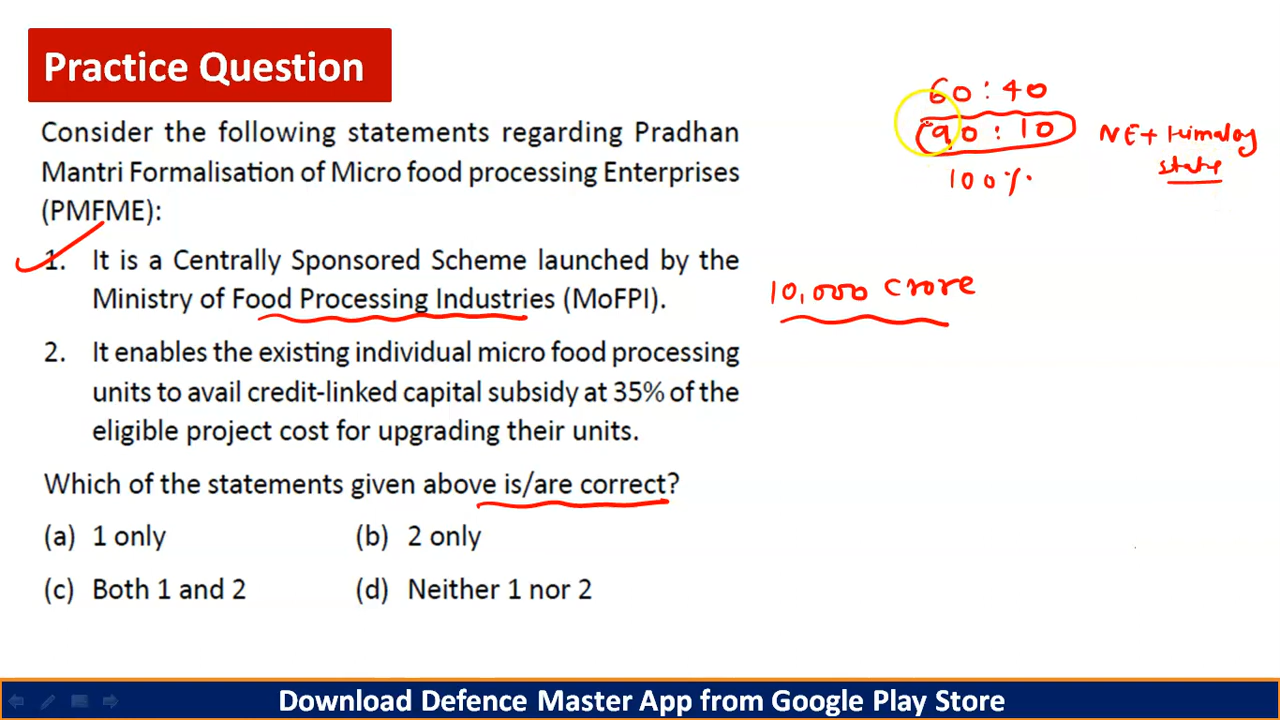 Practice Question
60:40
90:10 NE+ Himalay
state
100%
Consider the following statements regarding Pradhan
Mantri Formalisation of Micro food processing Enterprises
(PMFME):
1. It is a Centrally Sponsored Scheme launched by the
Ministry of Food Processing Industries (MoFPI).
10,000 crore
2. It enables the existing individual micro food processing
units to avail credit-linked capital subsidy at 35% of the
eligible project cost for upgrading their units.
Which of the statements given above is/are correct?
(a) 1 only (b) 2 only
(c) Both 1 and 2 (d) Neither 1 nor 2
Download Defence Master App from Google Play Store